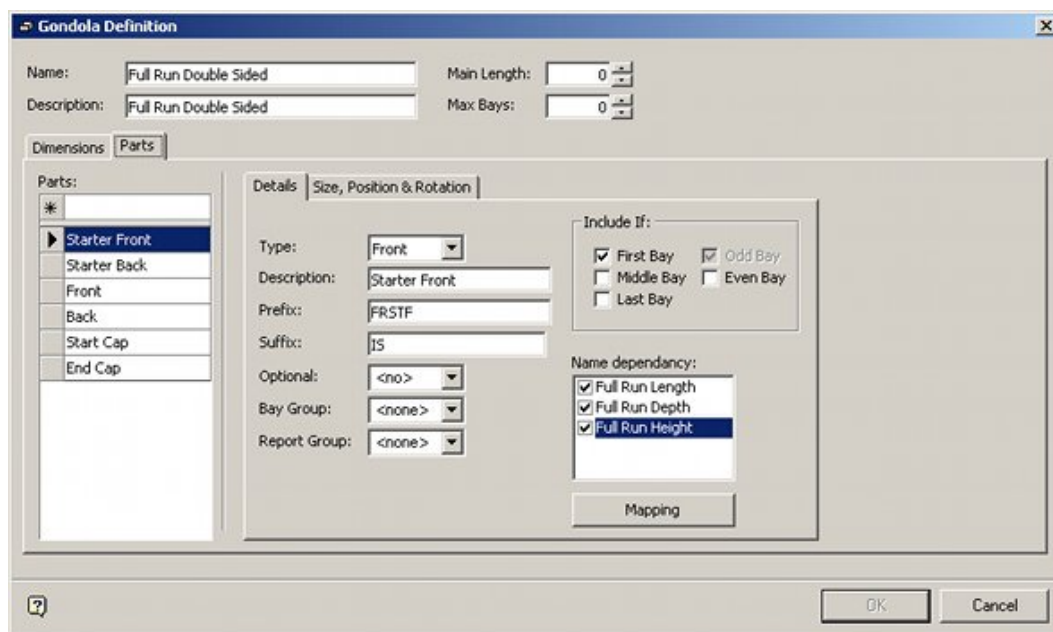 Gondola Definition
Name: Full Run Double Sided Main Length: 0
Description: Full Run Double Sided Max Bays: 0
Dimensions Parts
Parts:
Starter Front
Starter Back
Front
Back
Start Cap
End Cap
Details Size, Position & Rotation
Type: Front
Description: Starter Front
Prefix: FRSTF
Suffix: IS
Optional: <no>
Bay Group: <none>
Report Group: <none>
Include If:
First Bay Odd Bay
Middle Bay Even Bay
Last Bay
Name dependancy:
Full Run Length
Full Run Depth
Full Run Height
Mapping
OK Cancel